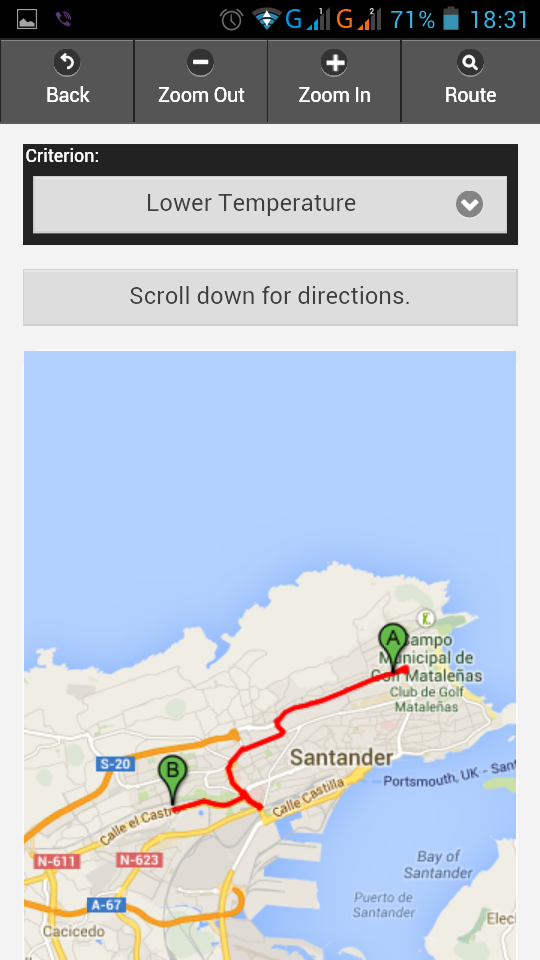 G 1 G 2 71% 18:31
Back Zoom Out Zoom In Route
Criterion:
Lower Temperature
Scroll down for directions.
A
Campo
Municipal de
Golf Mataleñas
Club de Golf
Mataleñas
Santander
S-20
B
Portsmouth, UK - Sant
Calle Castilla
Calle el Castro
N-611
N-623
Bay of
Santander
Puerto de
Santander
A-67
Cacicedo
Elec